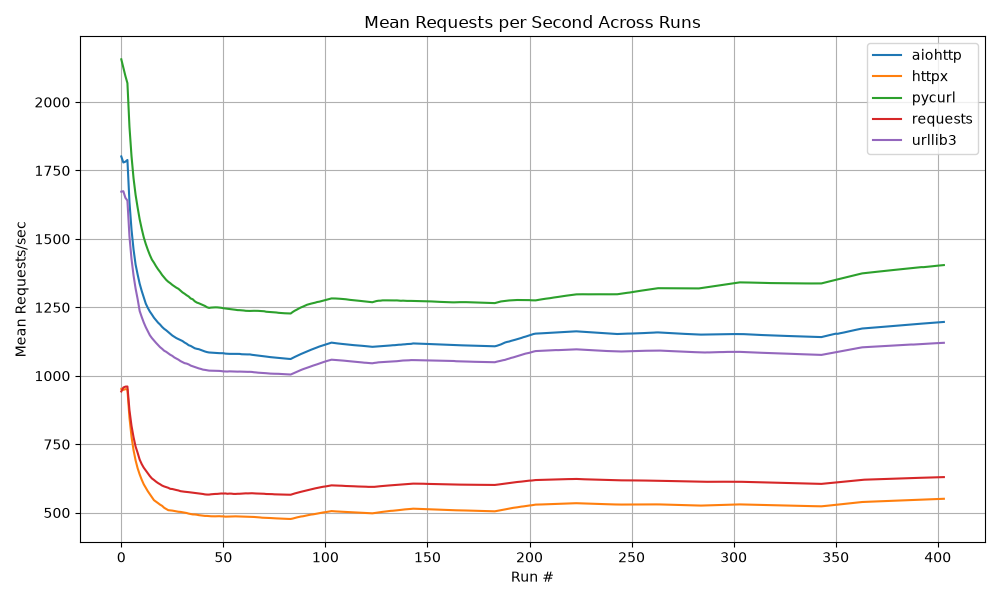 Mean Requests per Second Across Runs
aiohttp
httpx
pycurl
requests
urllib3
Mean Requests/sec
2000
1750
1500
1250
1000
750
500
0 50 100 150 200 250 300 350 400
Run #